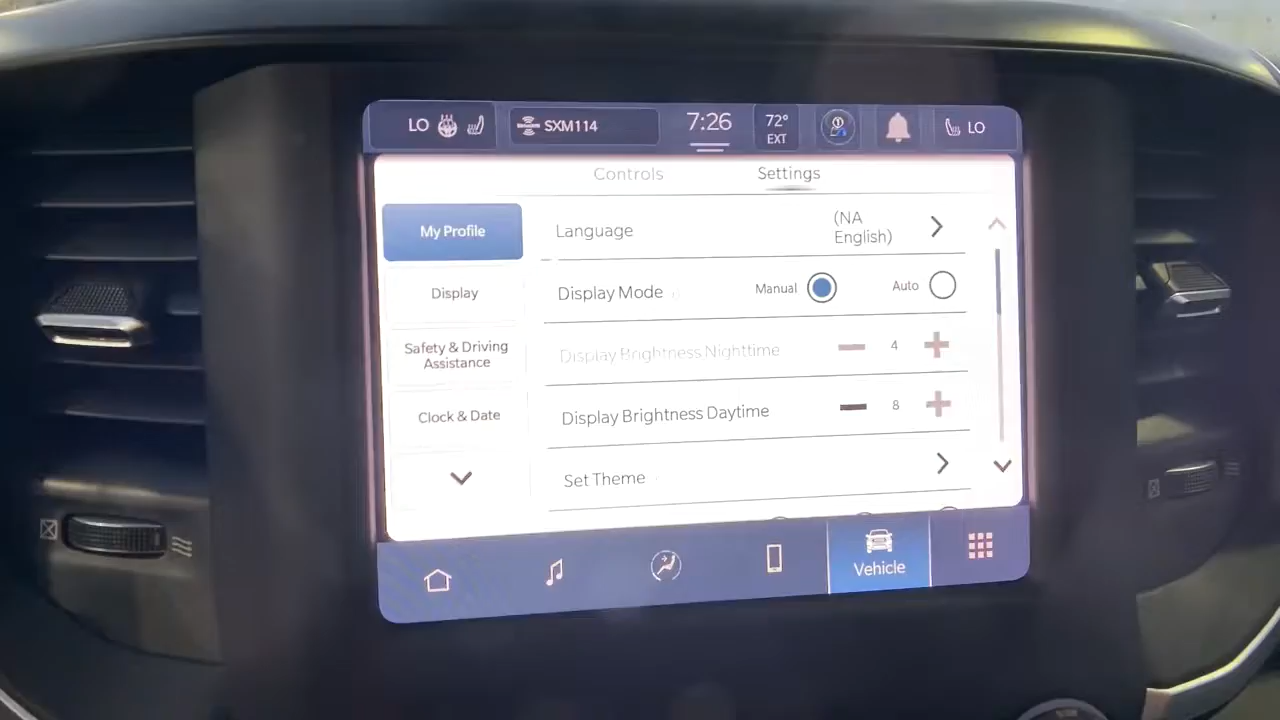 LO
SXM114
7:26
72°
EXT
LO
Controls
Settings
My Profile
Language
(NA
English)
Display
Display Mode
Manual
Auto
Safety & Driving
Assistance
Display Brightness Nighttime
4
Clock & Date
Display Brightness Daytime
8
Set Theme
Vehicle